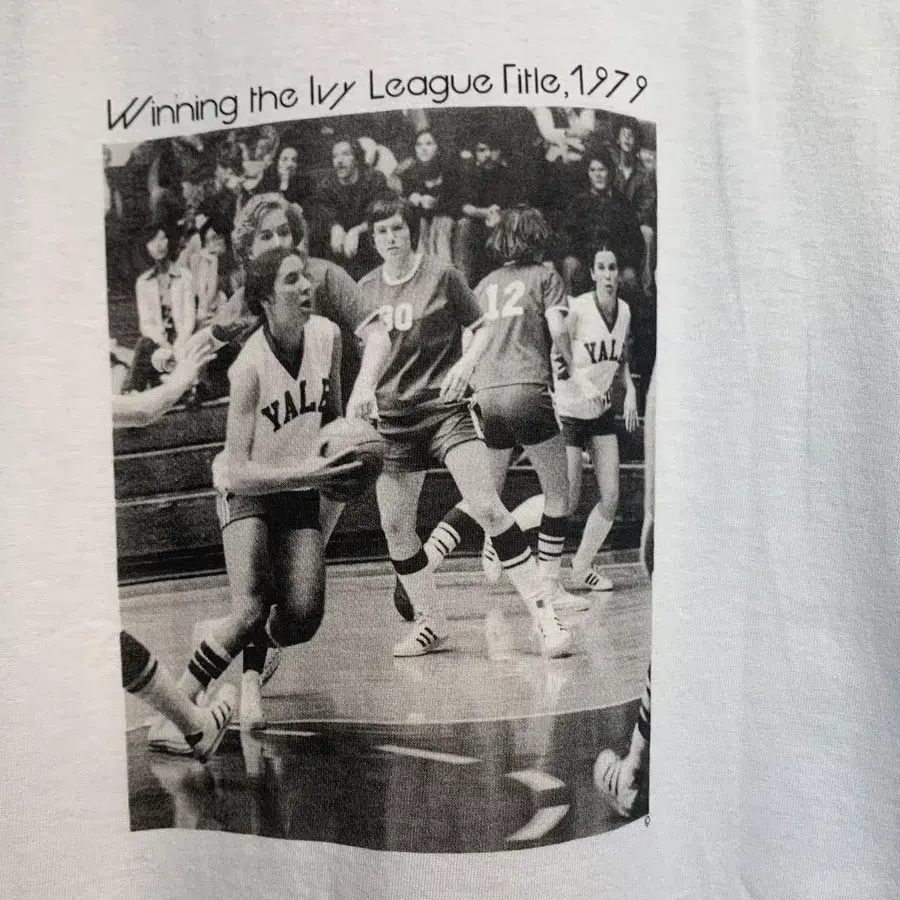 Winning the Ivy League Title, 1979
30
12
YALE
YALE